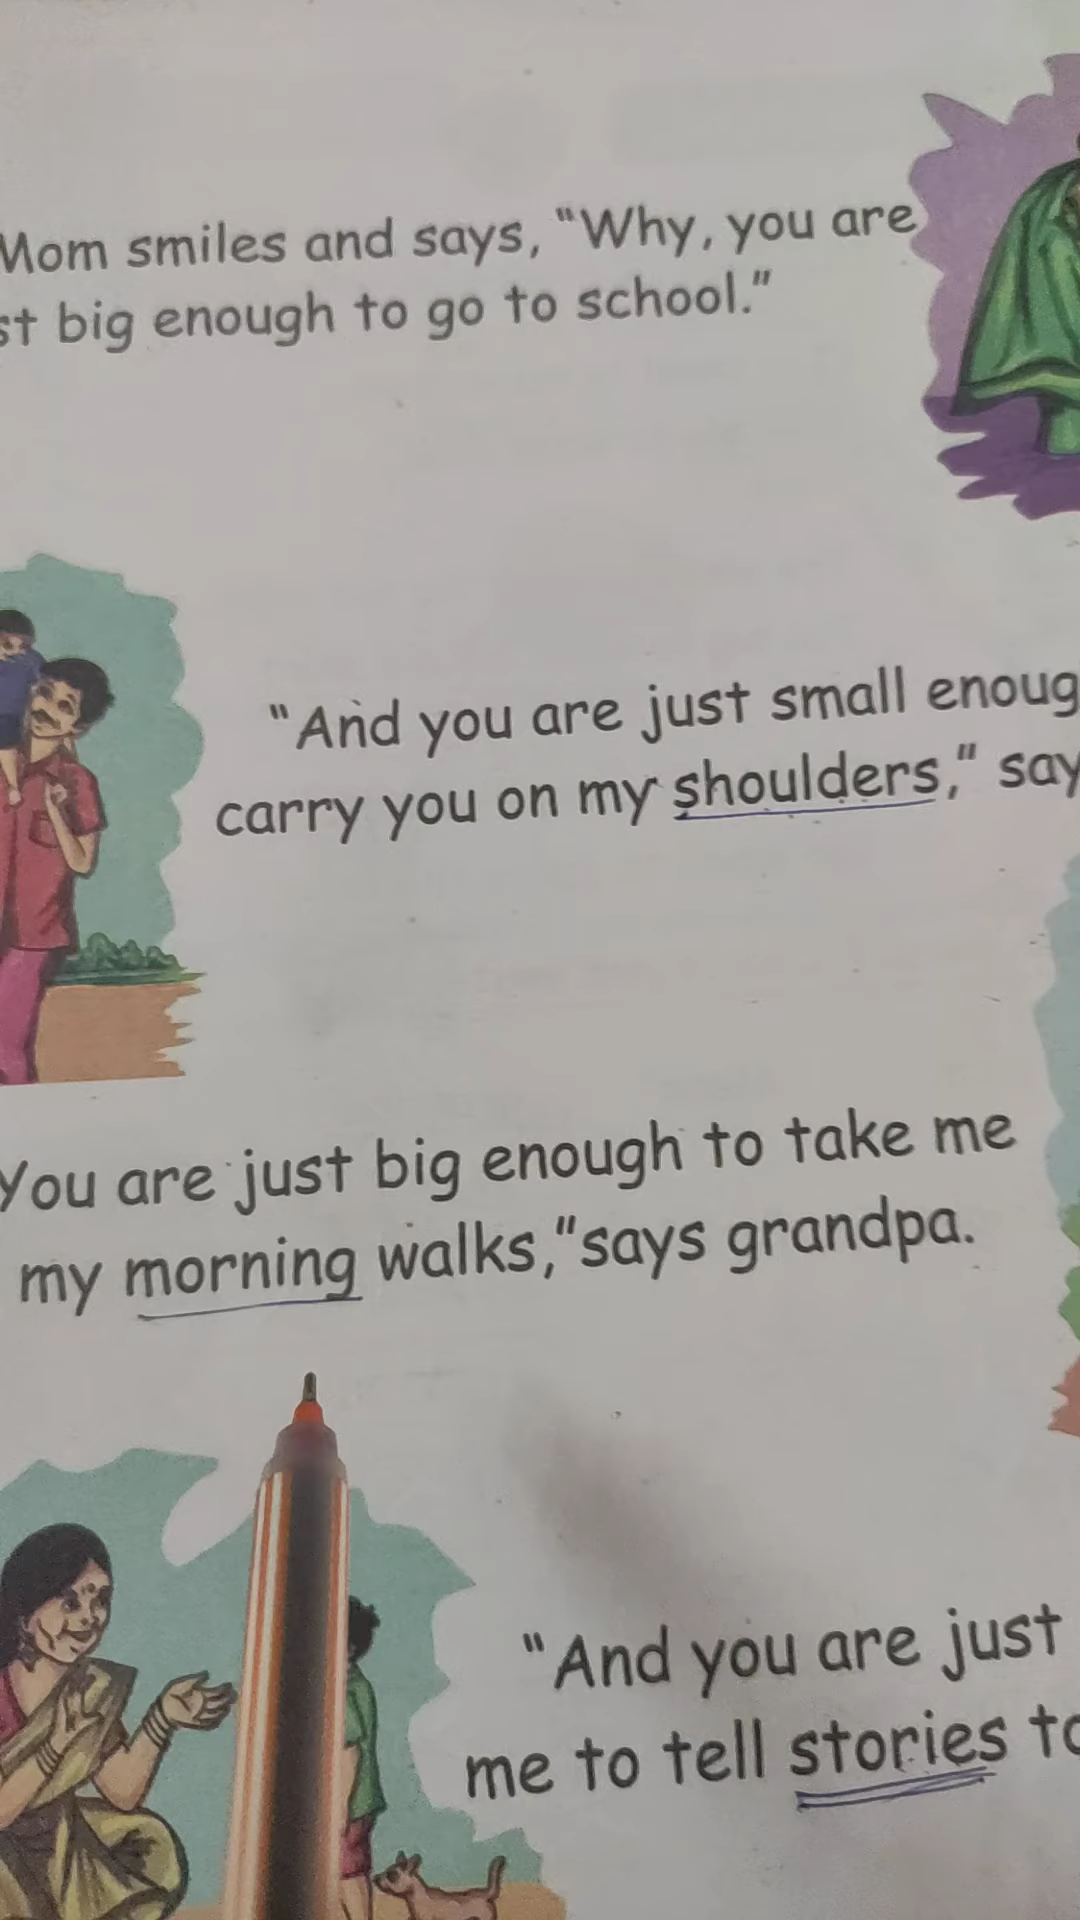 Mom smiles and says, "Why, you are
st big enough to go to school."
"And you are just small enoug
carry you on my shoulders," say
You are just big enough to take me
my morning walks,"says grandpa.
"And you are just
me to tell stories to